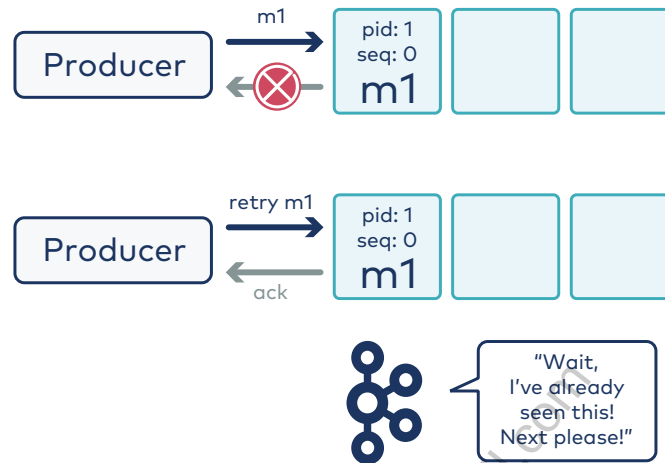 m1
Producer
pid: 1
seq: 0
m1
retry m1
Producer
ack
pid: 1
seq: 0
m1
“Wait,
I’ve already
seen this!
Next please!”